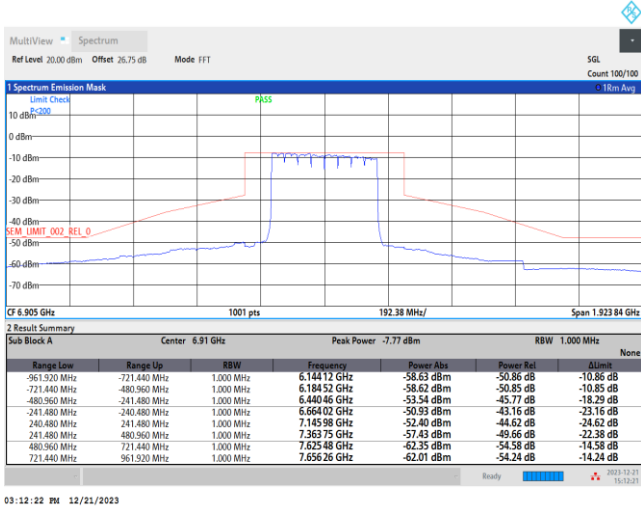 MultiView Spectrum
Ref Level 20.00 dBm Offset 26.75 dB Mode FFT SGL
Count 100/100
1 Spectrum Emission Mask 1Rm Avg
Limit Check PASS
P<200
10 dBm
0 dBm
-10 dBm
-20 dBm
-30 dBm
-40 dBm
SEM_LIMIT_002_REL_0
-50 dBm
-60 dBm
-70 dBm
CF 6.905 GHz 1001 pts 192.38 MHz/ Span 1.923 84 GHz
2 Result Summary
Sub Block A Center 6.91 GHz Peak Power -7.77 dBm RBW 1.000 MHz
None
Range Low Range Up RBW Frequency Power Abs Power Rel ΔLimit
-961.920 MHz -721.440 MHz 1.000 MHz 6.144 12 GHz -58.63 dBm -50.86 dB -10.86 dB
-721.440 MHz -480.960 MHz 1.000 MHz 6.184 52 GHz -58.62 dBm -50.85 dB -10.85 dB
-480.960 MHz -241.480 MHz 1.000 MHz 6.440 46 GHz -53.54 dBm -45.77 dB -18.29 dB
-241.480 MHz -240.480 MHz 1.000 MHz 6.664 02 GHz -50.93 dBm -43.16 dB -23.16 dB
240.480 MHz 241.480 MHz 1.000 MHz 7.145 98 GHz -52.40 dBm -44.62 dB -24.62 dB
241.480 MHz 480.960 MHz 1.000 MHz 7.363 75 GHz -57.43 dBm -49.66 dB -22.38 dB
480.960 MHz 721.440 MHz 1.000 MHz 7.625 48 GHz -62.35 dBm -54.58 dB -14.58 dB
721.440 MHz 961.920 MHz 1.000 MHz 7.656 26 GHz -62.01 dBm -54.24 dB -14.24 dB
Ready 2023-12-21
15:12:21
03:12:22 PM 12/21/2023